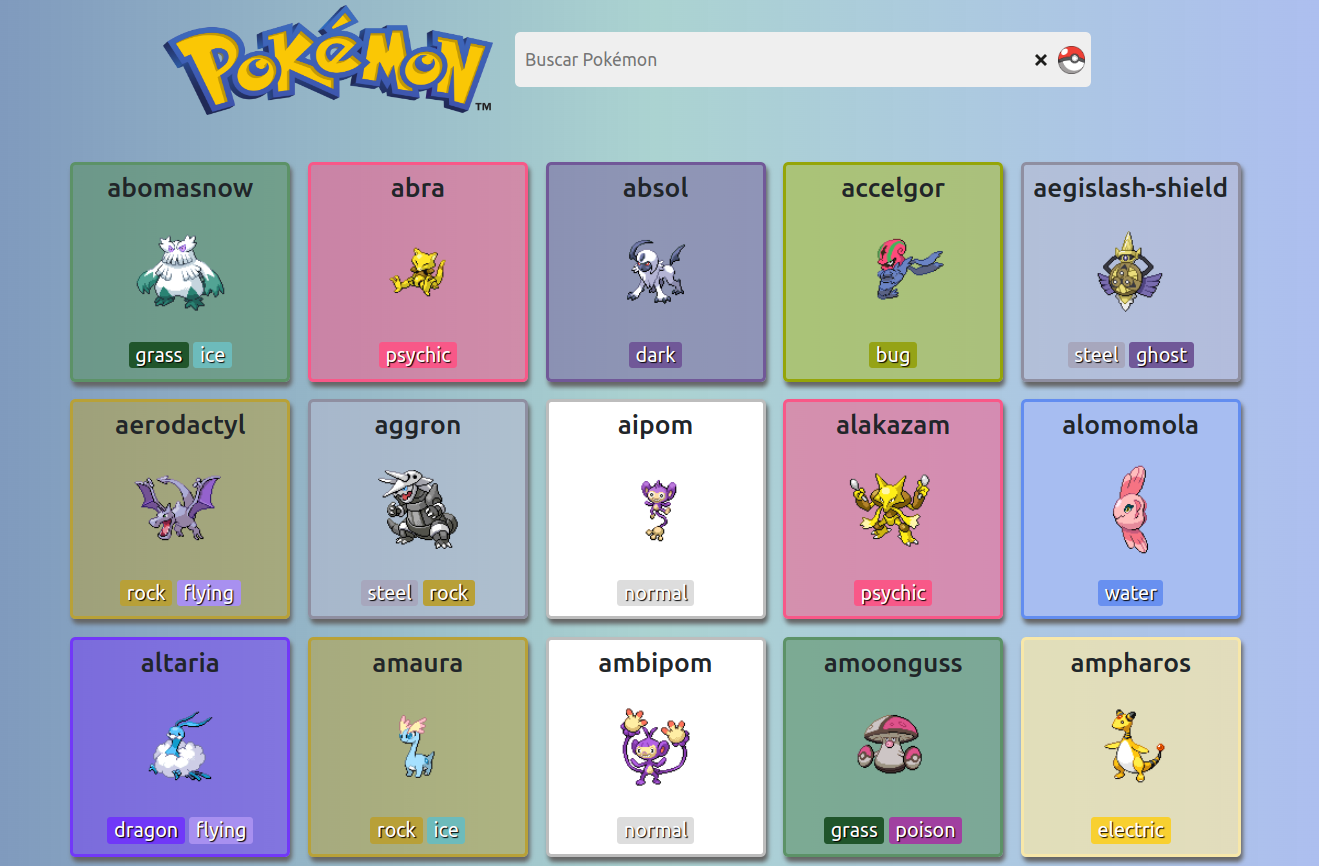 POKéMON
TM
Buscar Pokémon ×
abomasnow
grass ice
abra
psychic
absol
dark
accelgor
bug
aegislash-shield
steel ghost
aerodactyl
rock flying
aggron
steel rock
aipom
normal
alakazam
psychic
alomomola
water
altaria
dragon flying
amaura
rock ice
ambipom
normal
amoonguss
grass poison
ampharos
electric